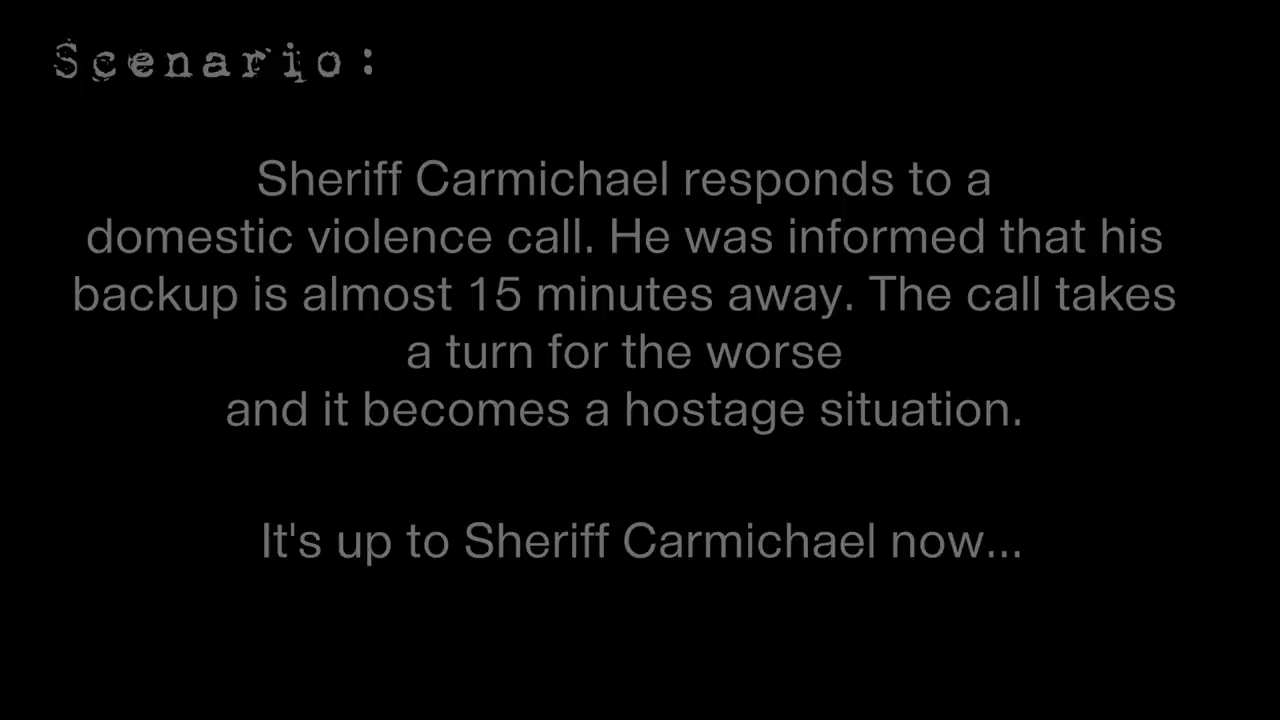 Scenario:
Sheriff Carmichael responds to a
domestic violence call. He was informed that his
backup is almost 15 minutes away. The call takes
a turn for the worse
and it becomes a hostage situation.
It's up to Sheriff Carmichael now...